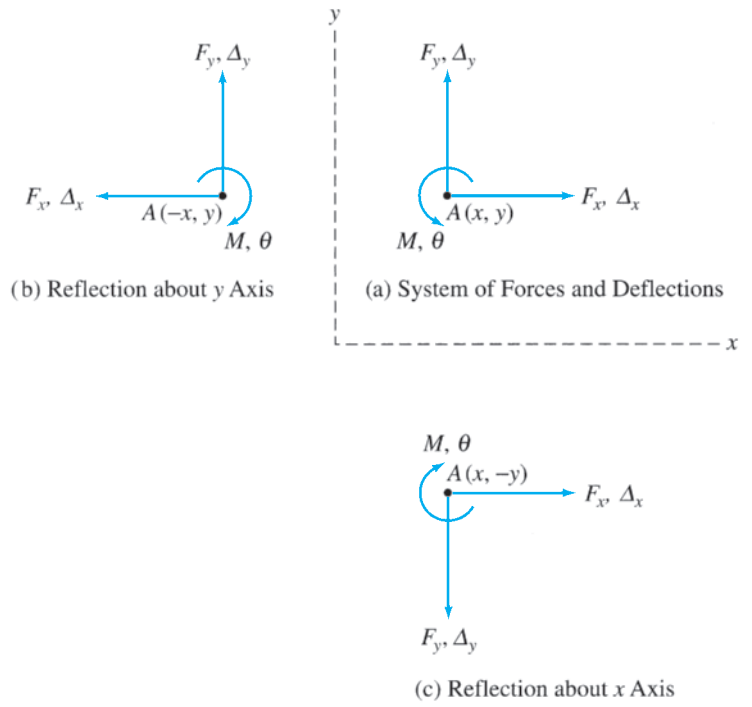 y
Fy, Δy
Fx, Δx
A(−x, y)
M, θ
(b) Reflection about y Axis
Fy, Δy
Fx, Δx
A(x, y)
M, θ
(a) System of Forces and Deflections
x
M, θ
A(x, −y)
Fx, Δx
Fy, Δy
(c) Reflection about x Axis